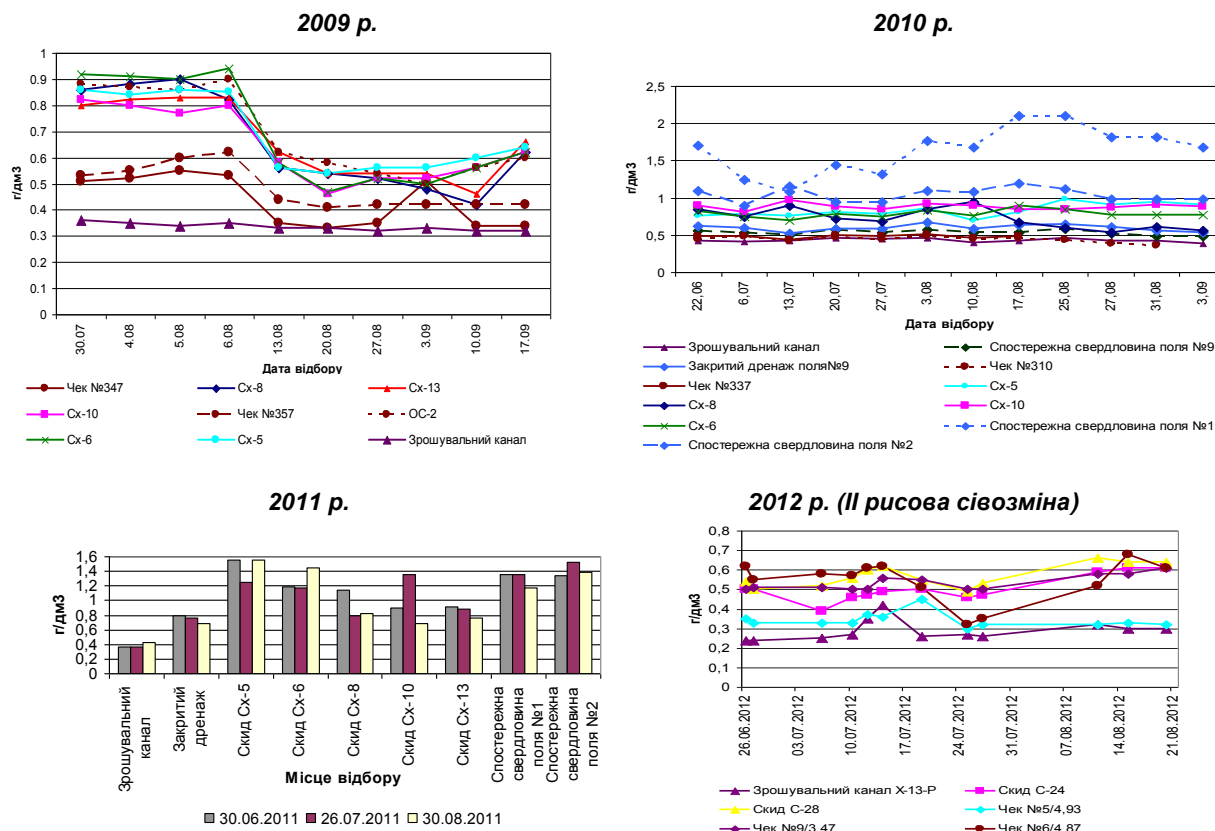 2009 р.
г/дм3
1
0.9
0.8
0.7
0.6
0.5
0.4
0.3
0.2
0.1
0
30.07
4.08
5.08
6.08
13.08
20.08
27.08
3.09
10.09
17.09
Дата відбору
Чек №347
Сх-8
Сх-13
Сх-10
Чек №357
ОС-2
Сх-6
Сх-5
Зрошувальний канал
2010 р.
г/дм3
2,5
2
1,5
1
0,5
0
22,06
6,07
13,07
20,07
27,07
3,08
10,08
17,08
25,08
27,08
31,08
3,09
Дата відбору
Зрошувальний канал
Спостережна свердловина поля №9
Закритий дренаж поля№9
Чек №310
Чек №337
Сх-5
Сх-8
Сх-10
Сх-6
Спостережна свердловина поля №1
Спостережна свердловина поля №2
2011 р.
г/дм3
1,6
1,4
1,2
1
0,8
0,6
0,4
0,2
0
Зрошувальний
канал
Закритий
дренаж
Скид Сх-5
Скид Сх-6
Скид Сх-8
Скид Сх-10
Скид Сх-13
Спостережна
свердловина
поля №1
Спостережна
свердловина
поля №2
Місце відбору
30.06.2011
26.07.2011
30.08.2011
2012 р. (ІІ рисова сівозміна)
г/дм3
0,8
0,7
0,6
0,5
0,4
0,3
0,2
0,1
0
26.06.2012
03.07.2012
10.07.2012
17.07.2012
24.07.2012
31.07.2012
07.08.2012
14.08.2012
21.08.2012
Зрошувальний канал Х-13-Р
Скид С-24
Скид С-28
Чек №5/4,93
Чек №9/3,47
Чек №6/4,87